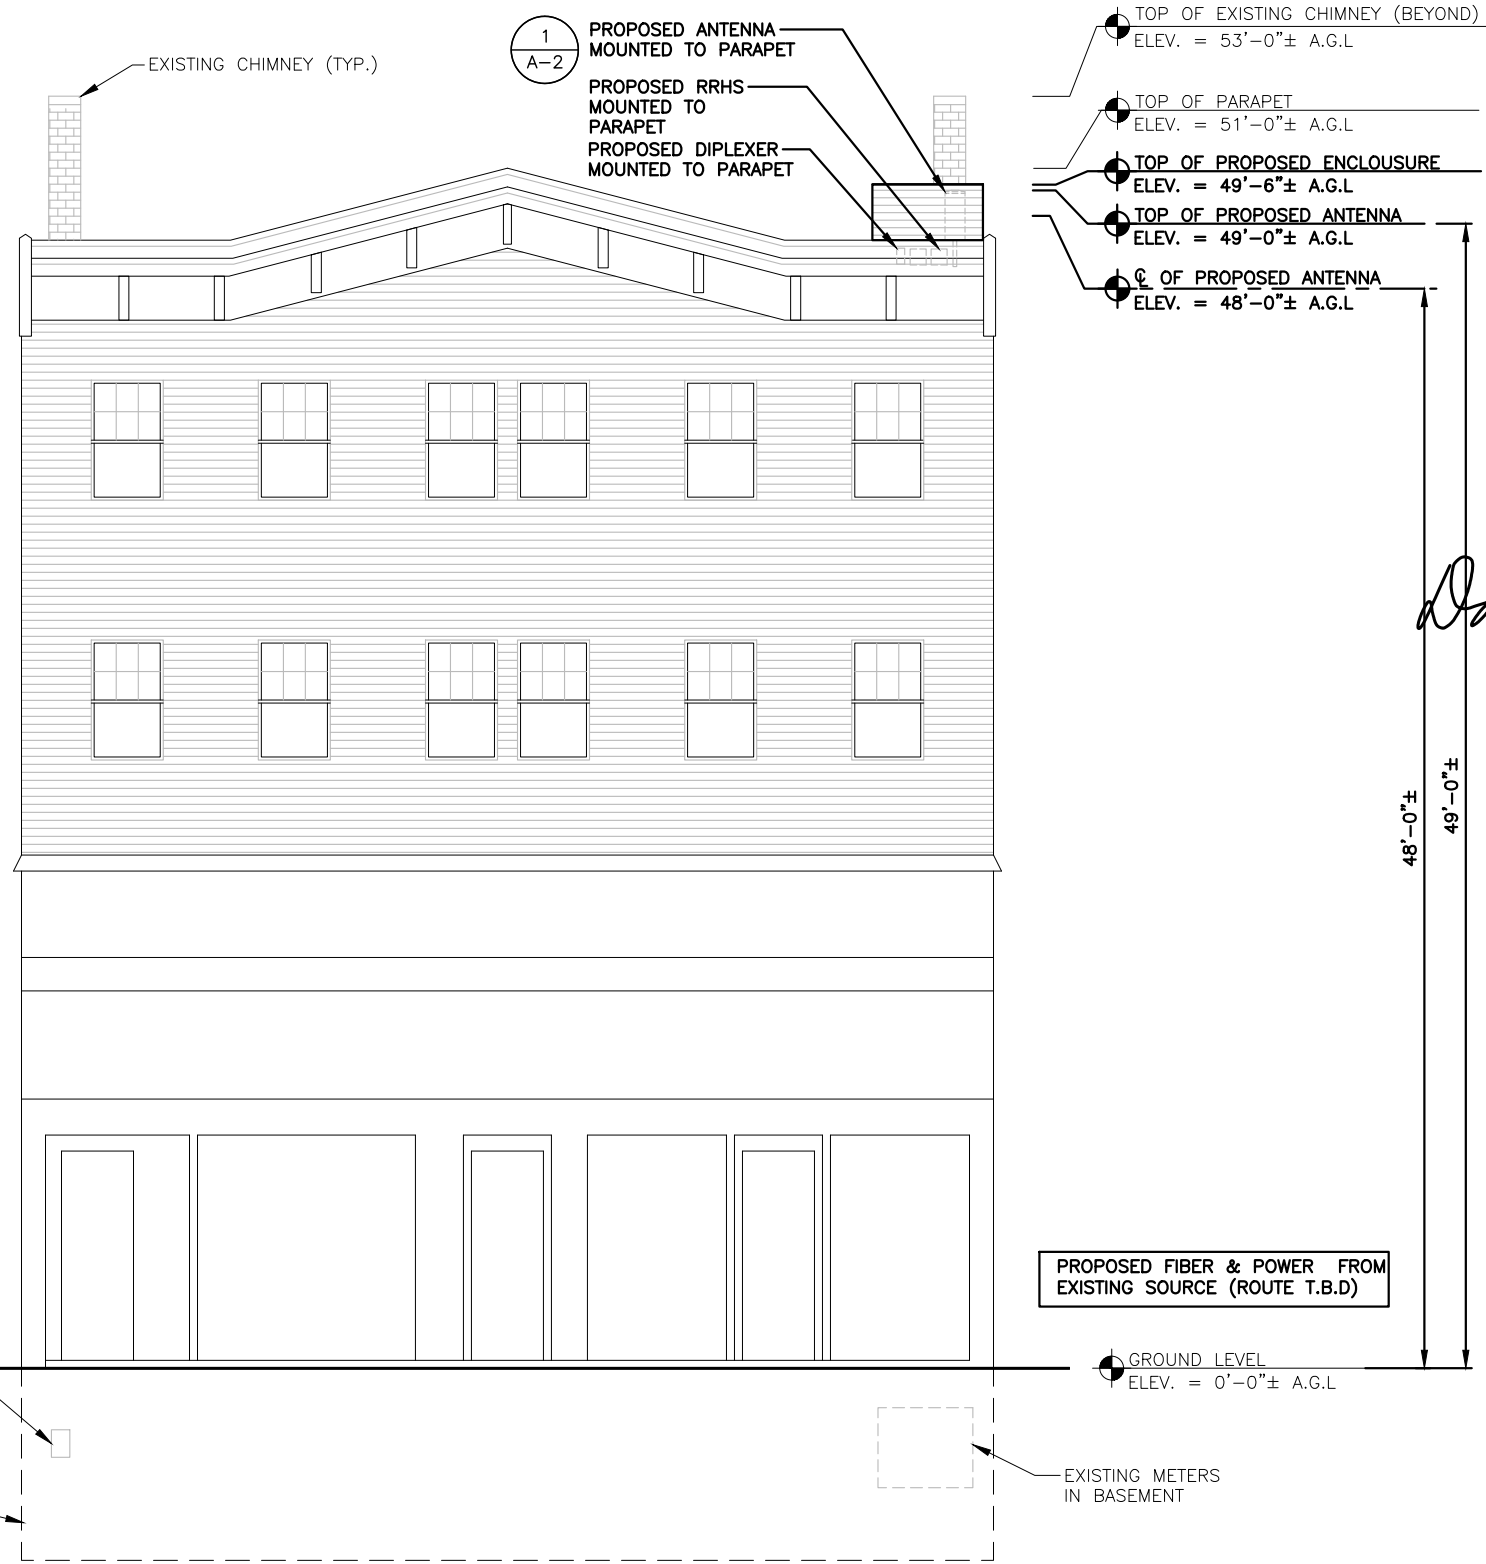 EXISTING CHIMNEY (TYP.)
1
A-2
PROPOSED ANTENNA
MOUNTED TO PARAPET
PROPOSED RRHS
MOUNTED TO
PARAPET
PROPOSED DIPLEXER
MOUNTED TO PARAPET
TOP OF EXISTING CHIMNEY (BEYOND)
ELEV. = 53'-0"± A.G.L
TOP OF PARAPET
ELEV. = 51'-0"± A.G.L
TOP OF PROPOSED ENCLOUSURE
ELEV. = 49'-6"± A.G.L
TOP OF PROPOSED ANTENNA
ELEV. = 49'-0"± A.G.L
℄ OF PROPOSED ANTENNA
ELEV. = 48'-0"± A.G.L
48'-0"±
49'-0"±
PROPOSED FIBER & POWER FROM
EXISTING SOURCE (ROUTE T.B.D)
GROUND LEVEL
ELEV. = 0'-0"± A.G.L
EXISTING METERS
IN BASEMENT